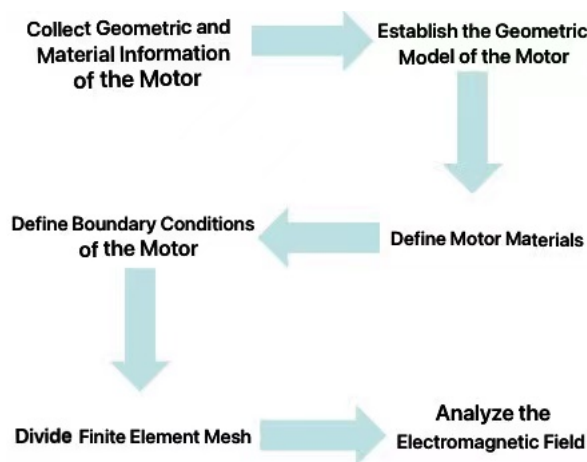 Collect Geometric and
Material Information
of the Motor
Establish the Geometric
Model of the Motor
Define Motor Materials
Define Boundary Conditions
of the Motor
Divide Finite Element Mesh
Analyze the
Electromagnetic Field